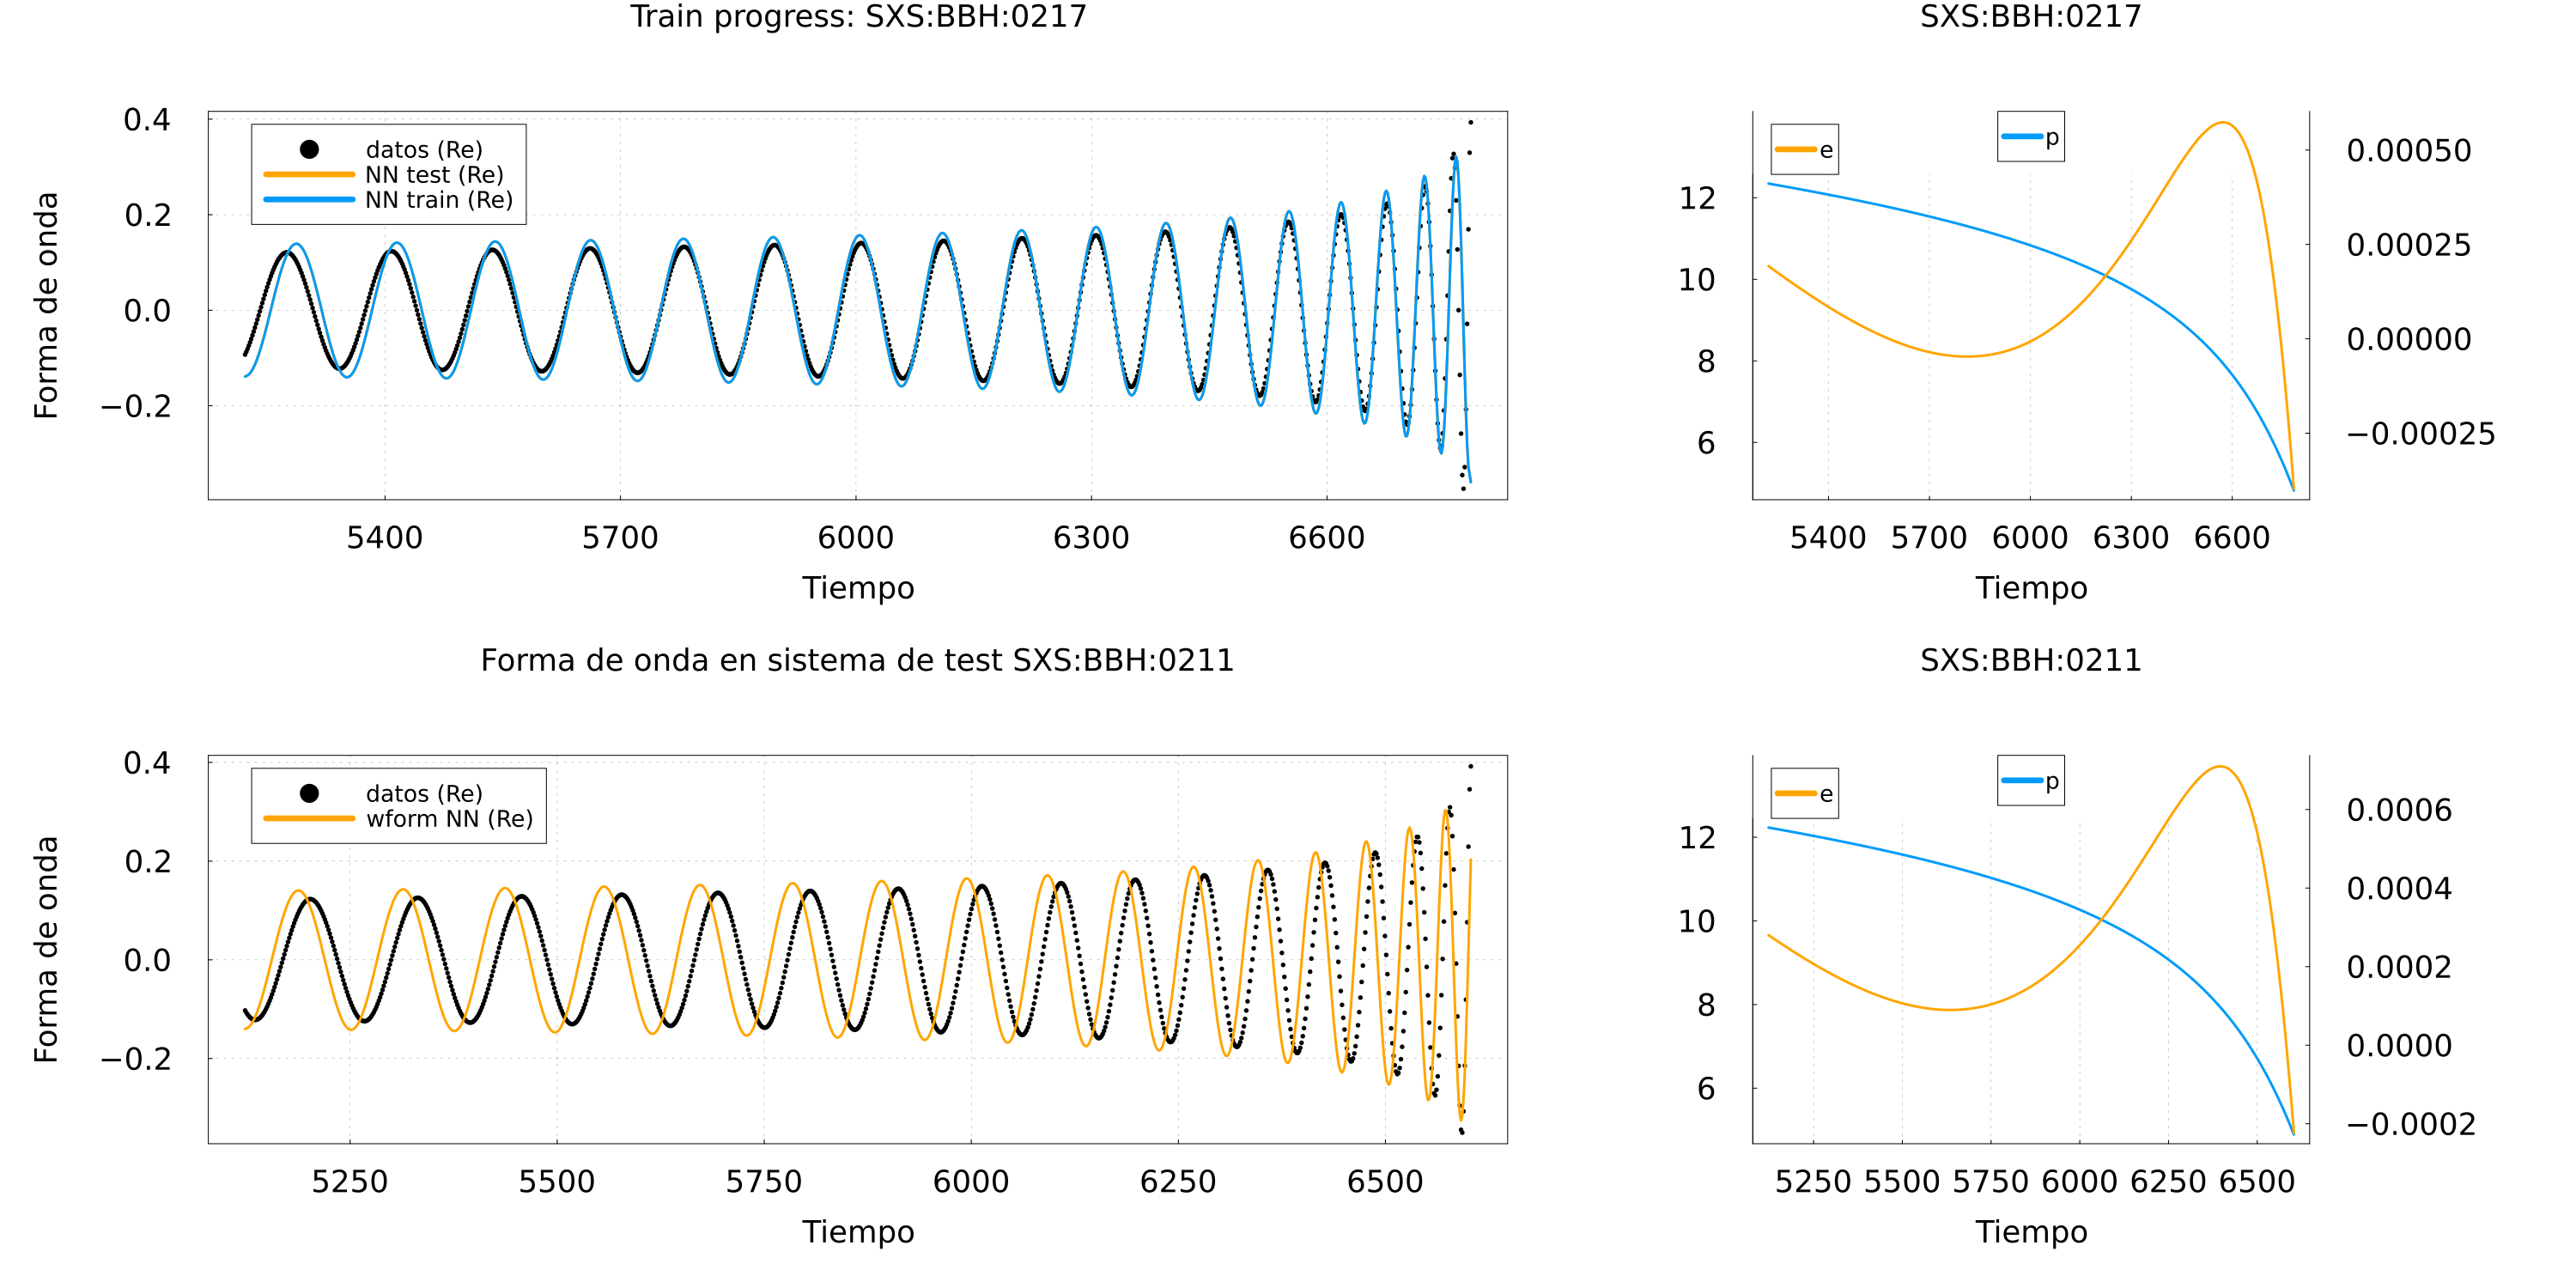 Train progress: SXS:BBH:0217
0.4
0.2
0.0
−0.2
Forma de onda
datos (Re)
NN test (Re)
NN train (Re)
5400 5700 6000 6300 6600
Tiempo
SXS:BBH:0217
e
p
12
10
8
6
0.00050
0.00025
0.00000
−0.00025
5400 5700 6000 6300 6600
Tiempo
Forma de onda en sistema de test SXS:BBH:0211
0.4
0.2
0.0
−0.2
Forma de onda
datos (Re)
wform NN (Re)
5250 5500 5750 6000 6250 6500
Tiempo
SXS:BBH:0211
e
p
12
10
8
6
0.0006
0.0004
0.0002
0.0000
−0.0002
5250 5500 5750 6000 6250 6500
Tiempo